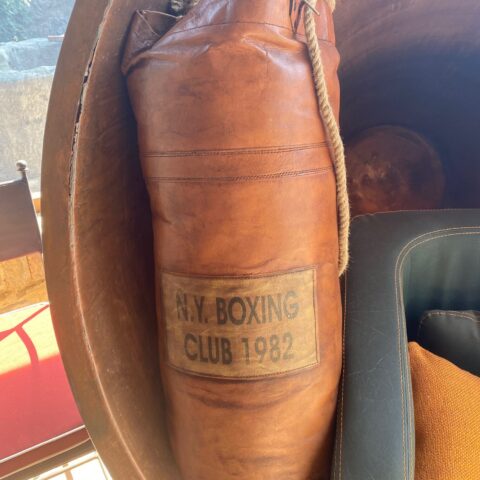 N.Y. BOXING
CLUB 1982